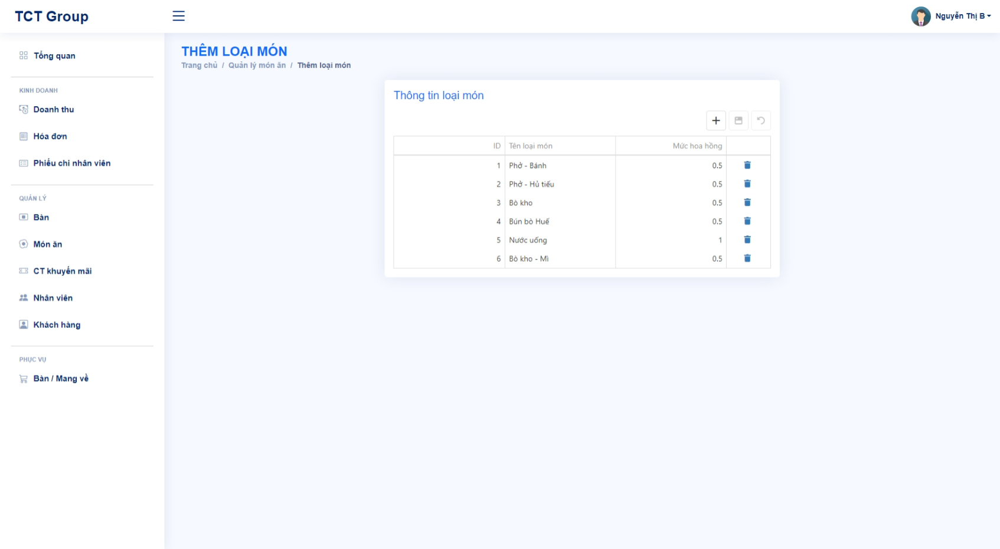 TCT Group
Nguyễn Thị B
Tổng quan
KINH DOANH
Doanh thu
Hóa đơn
Phiếu chi nhân viên
QUẢN LÝ
Bàn
Món ăn
CT khuyến mãi
Nhân viên
Khách hàng
PHỤC VỤ
Bàn / Mang về
THÊM LOẠI MÓN
Trang chủ / Quản lý món ăn / Thêm loại món
Thông tin loại món
ID Tên loại món Mức hoa hồng
1 Phở - Bánh 0.5
2 Phở - Hủ tiếu 0.5
3 Bò kho 0.5
4 Bún bò Huế 0.5
5 Nước uống 1
6 Bò kho - Mì 0.5